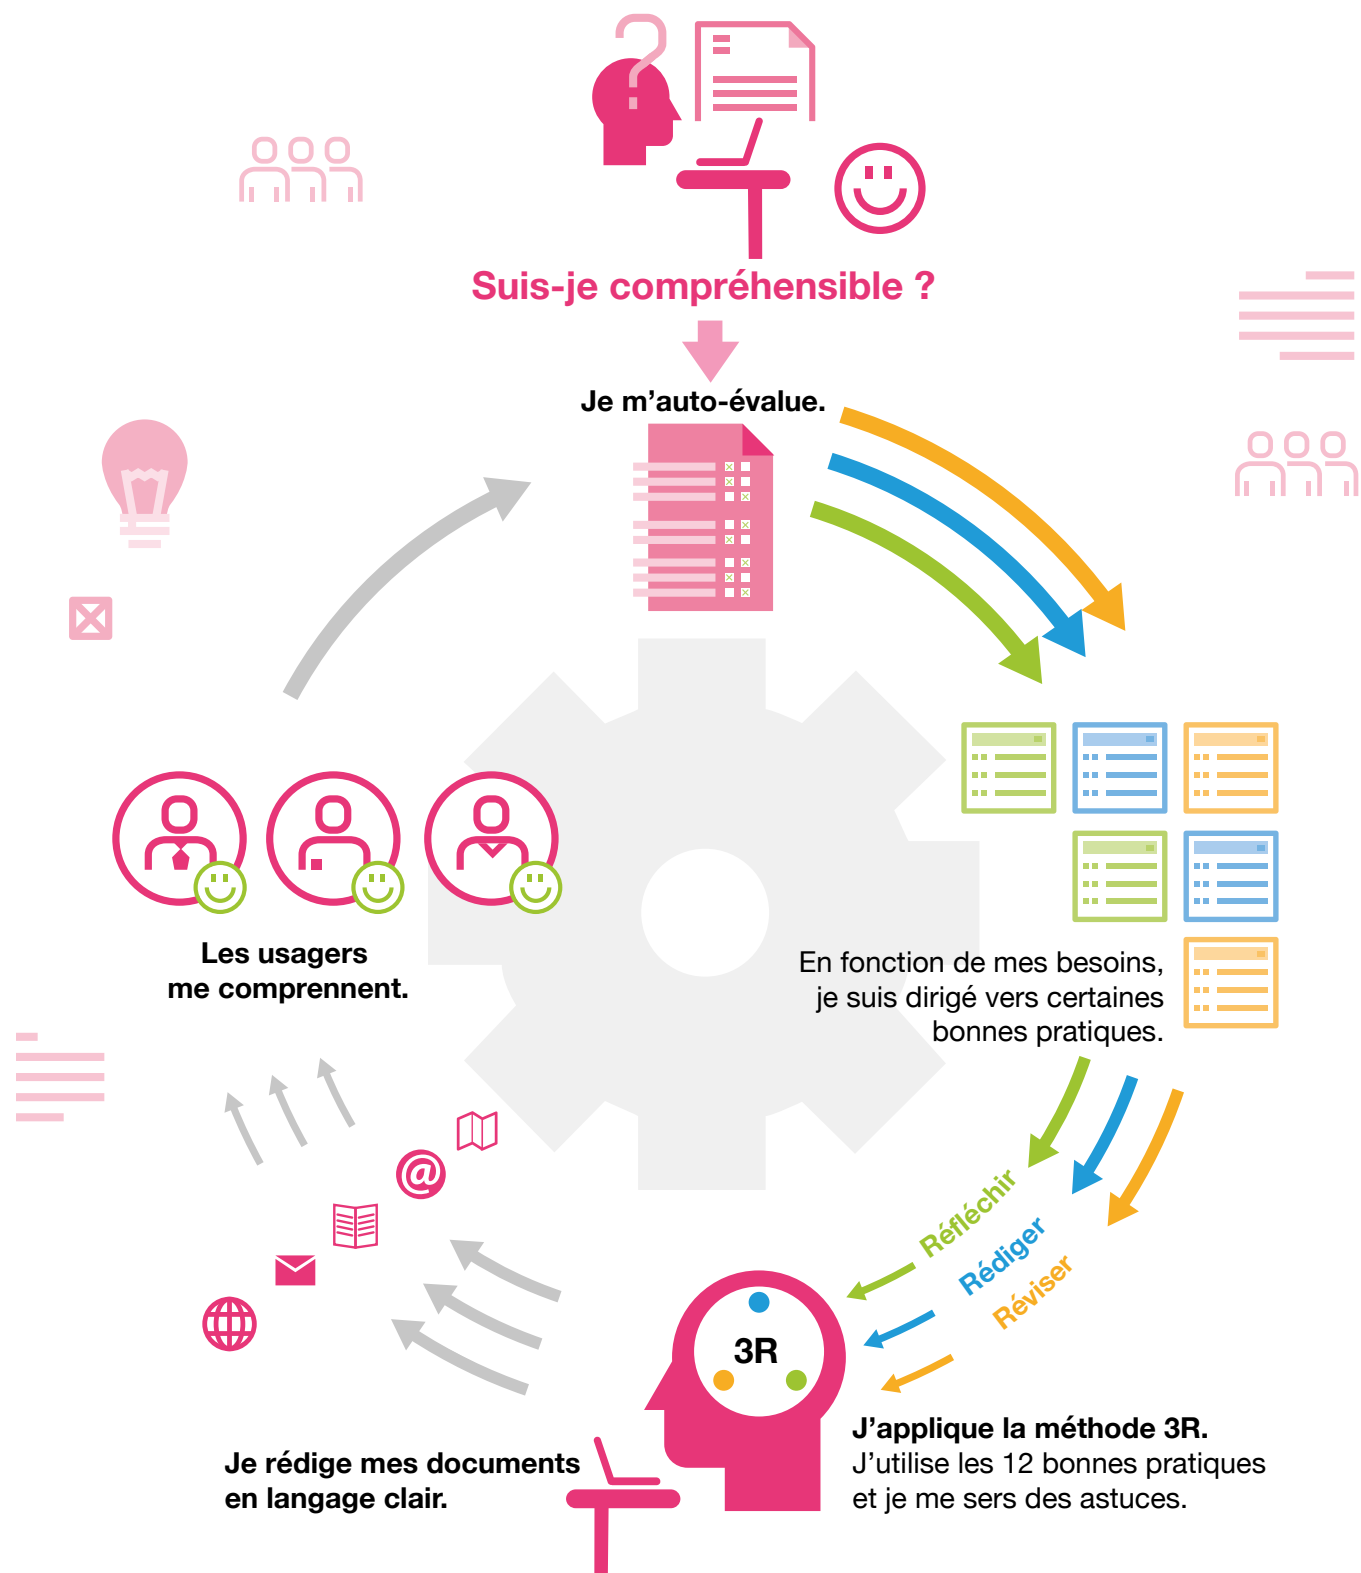 Suis-je compréhensible ?
Je m’auto-évalue.
En fonction de mes besoins,
je suis dirigé vers certaines
bonnes pratiques.
Réfléchir
Rédiger
Réviser
3R
J’applique la méthode 3R.
J’utilise les 12 bonnes pratiques
et je me sers des astuces.
Je rédige mes documents
en langage clair.
@
Les usagers
me comprennent.